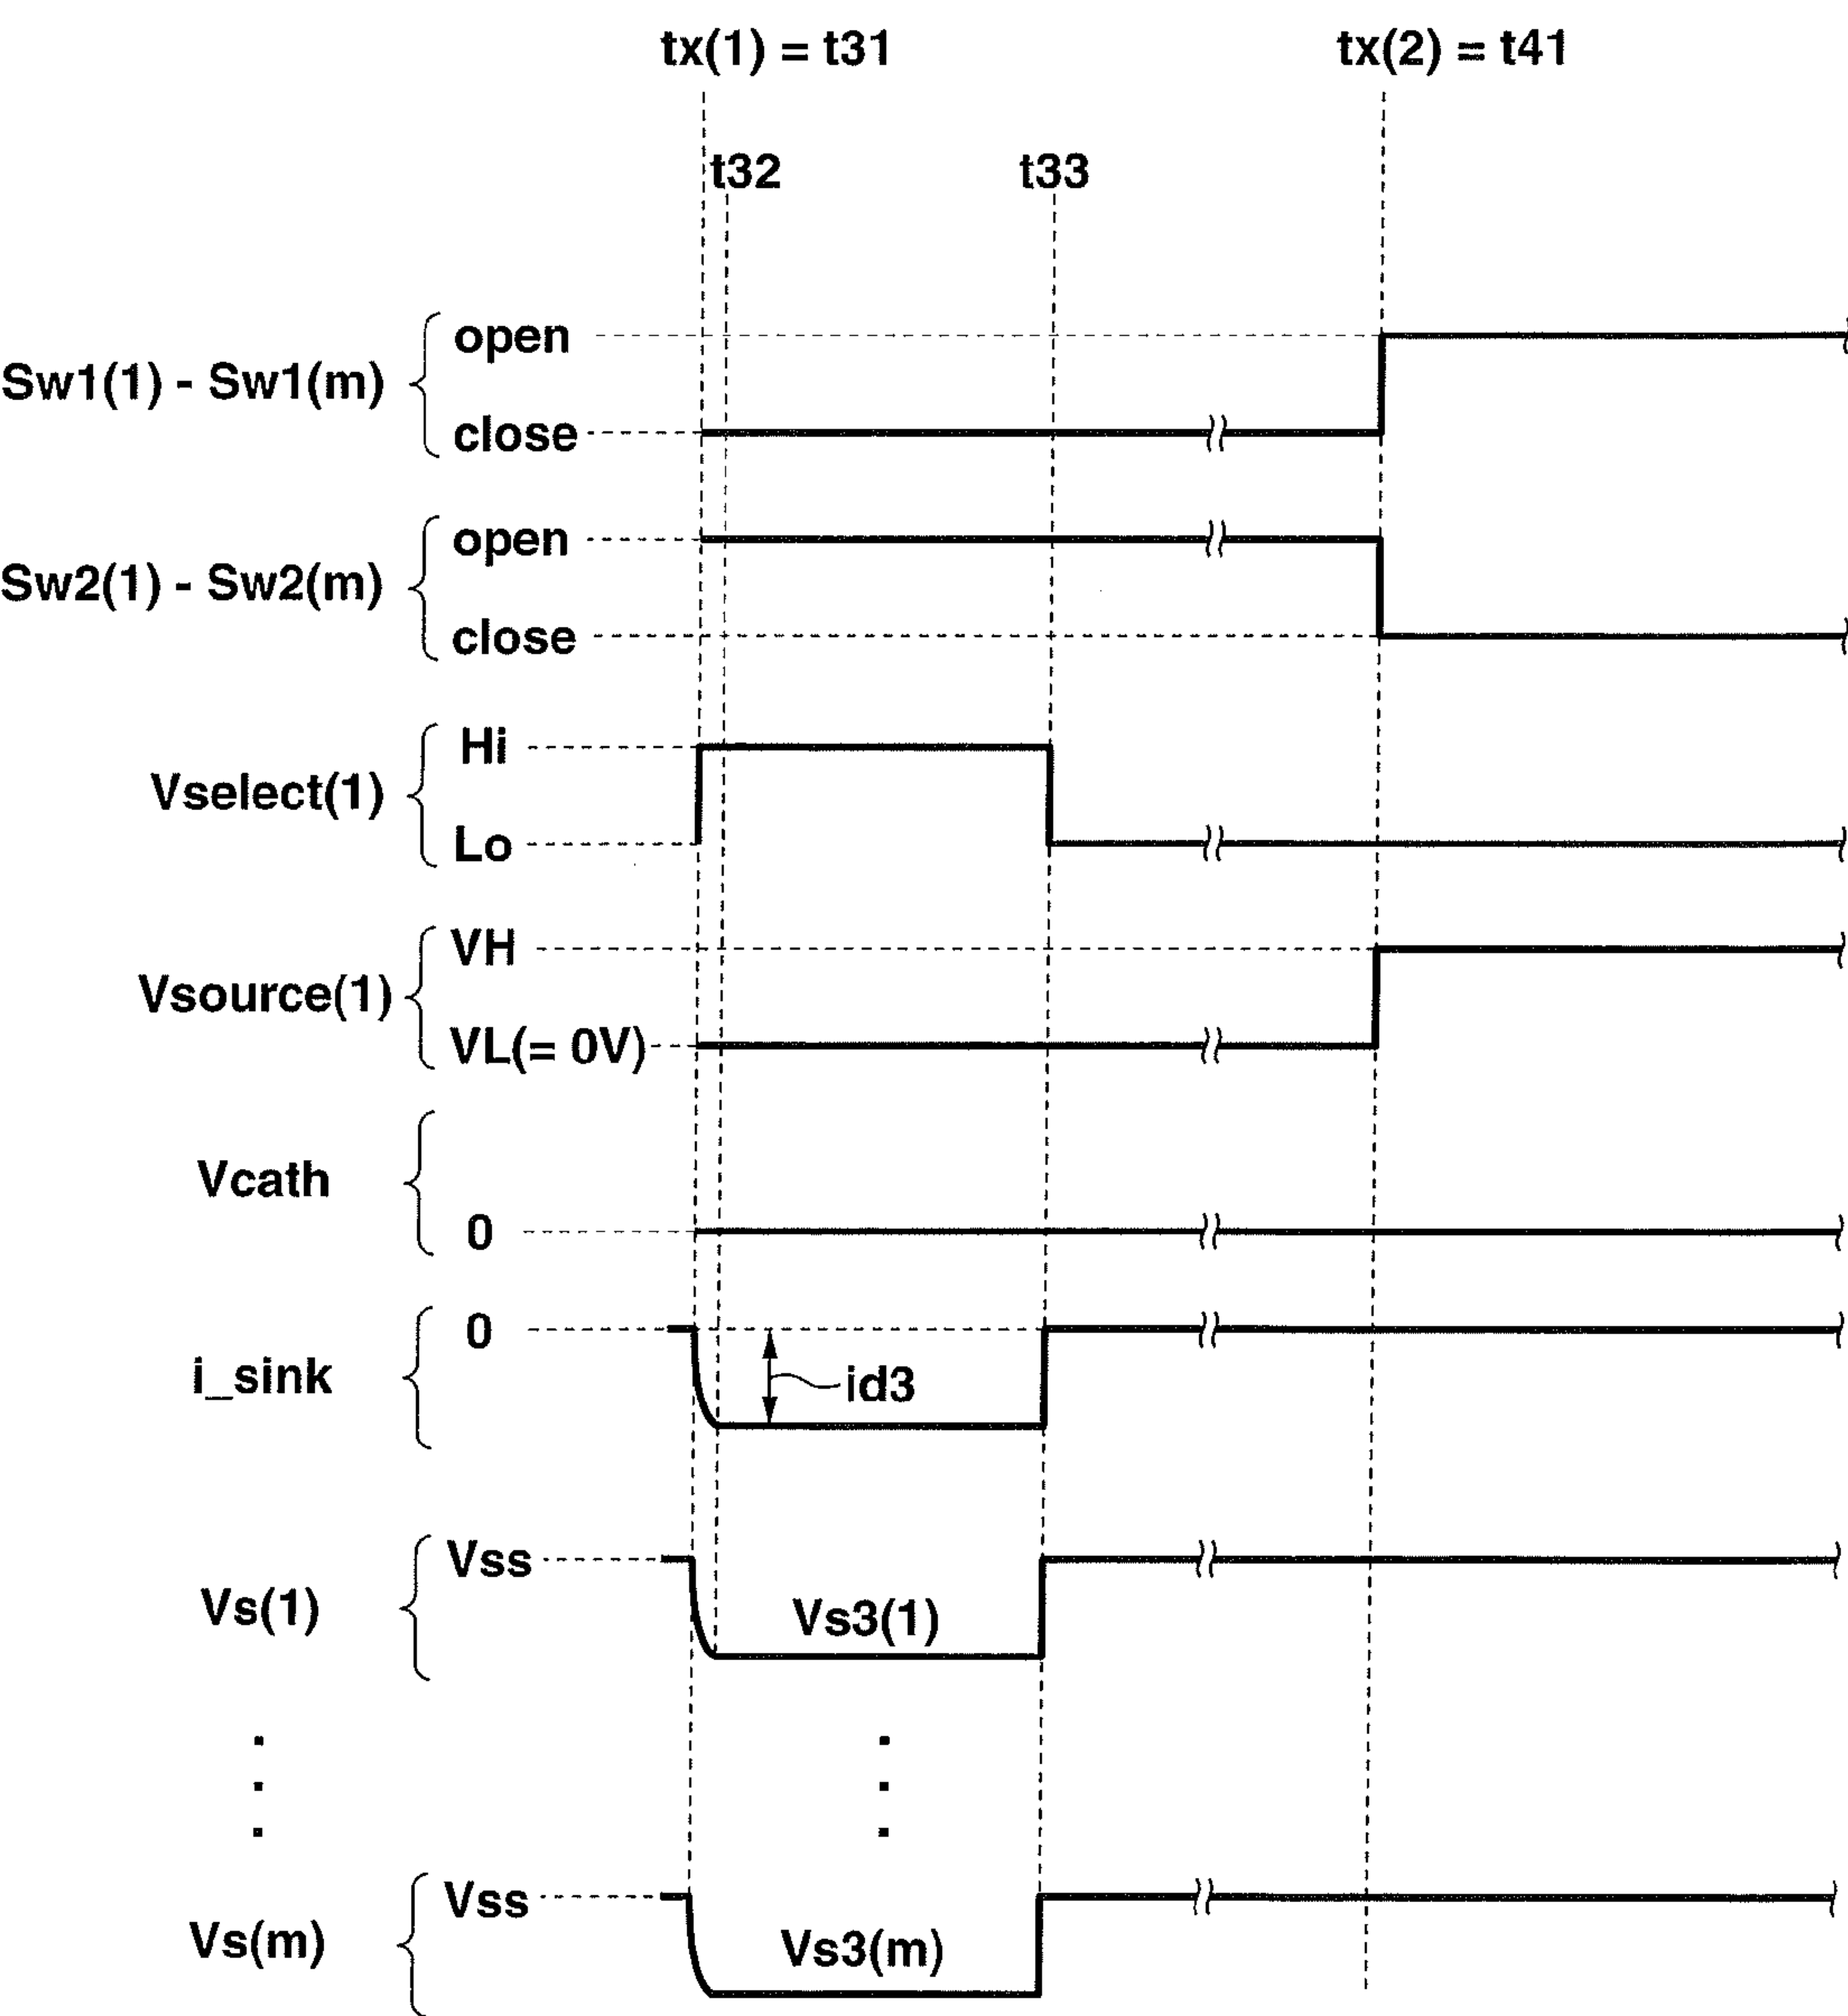 tx(1) = t31 tx(2) = t41
t32 t33
open
Sw1(1) - Sw1(m)
close
open
Sw2(1) - Sw2(m)
close
Hi
Vselect(1)
Lo
VH
Vsource(1)
VL(= 0V)
Vcath
0
0
i_sink id3
Vss
Vs(1) Vs3(1)
Vss
Vs(m) Vs3(m)